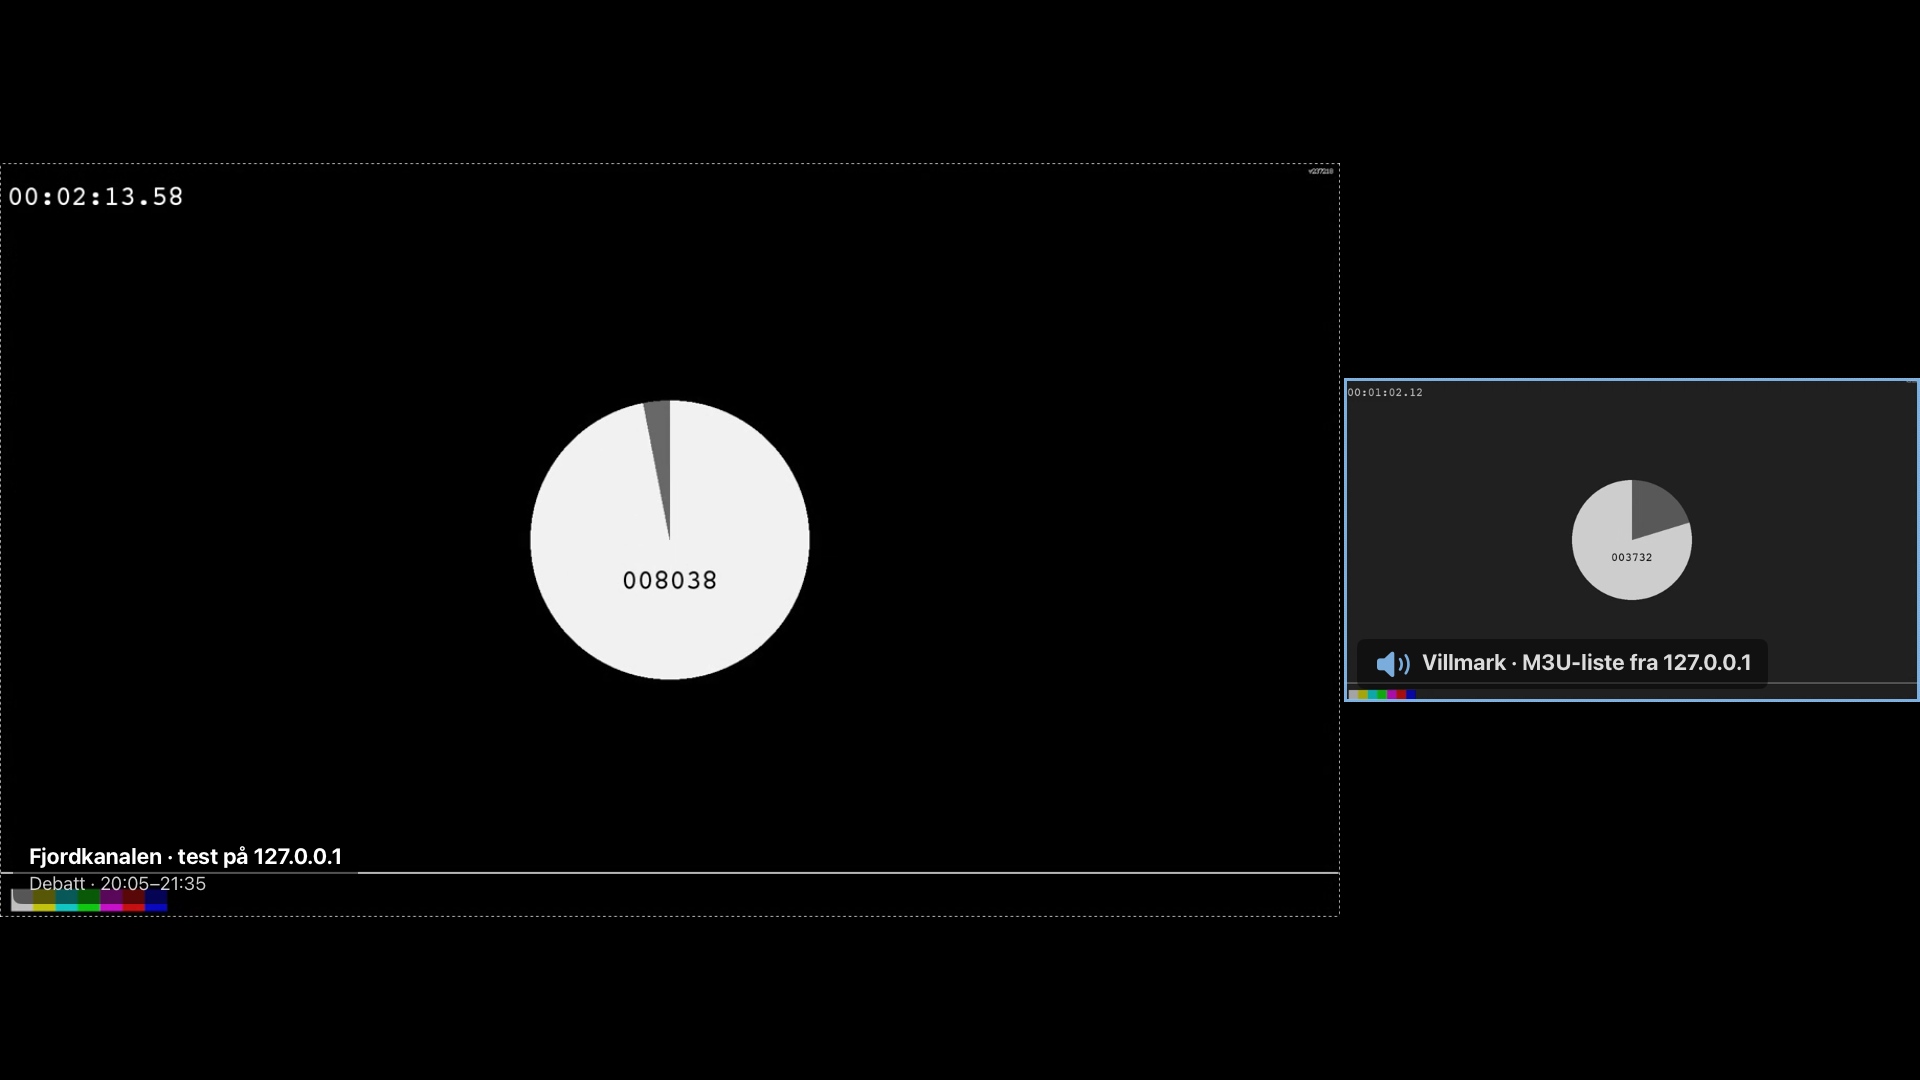 00:02:13.58
008038
Fjordkanalen · test på 127.0.0.1
Debatt · 20:05–21:35
00:01:02.12
003732
Villmark · M3U-liste fra 127.0.0.1